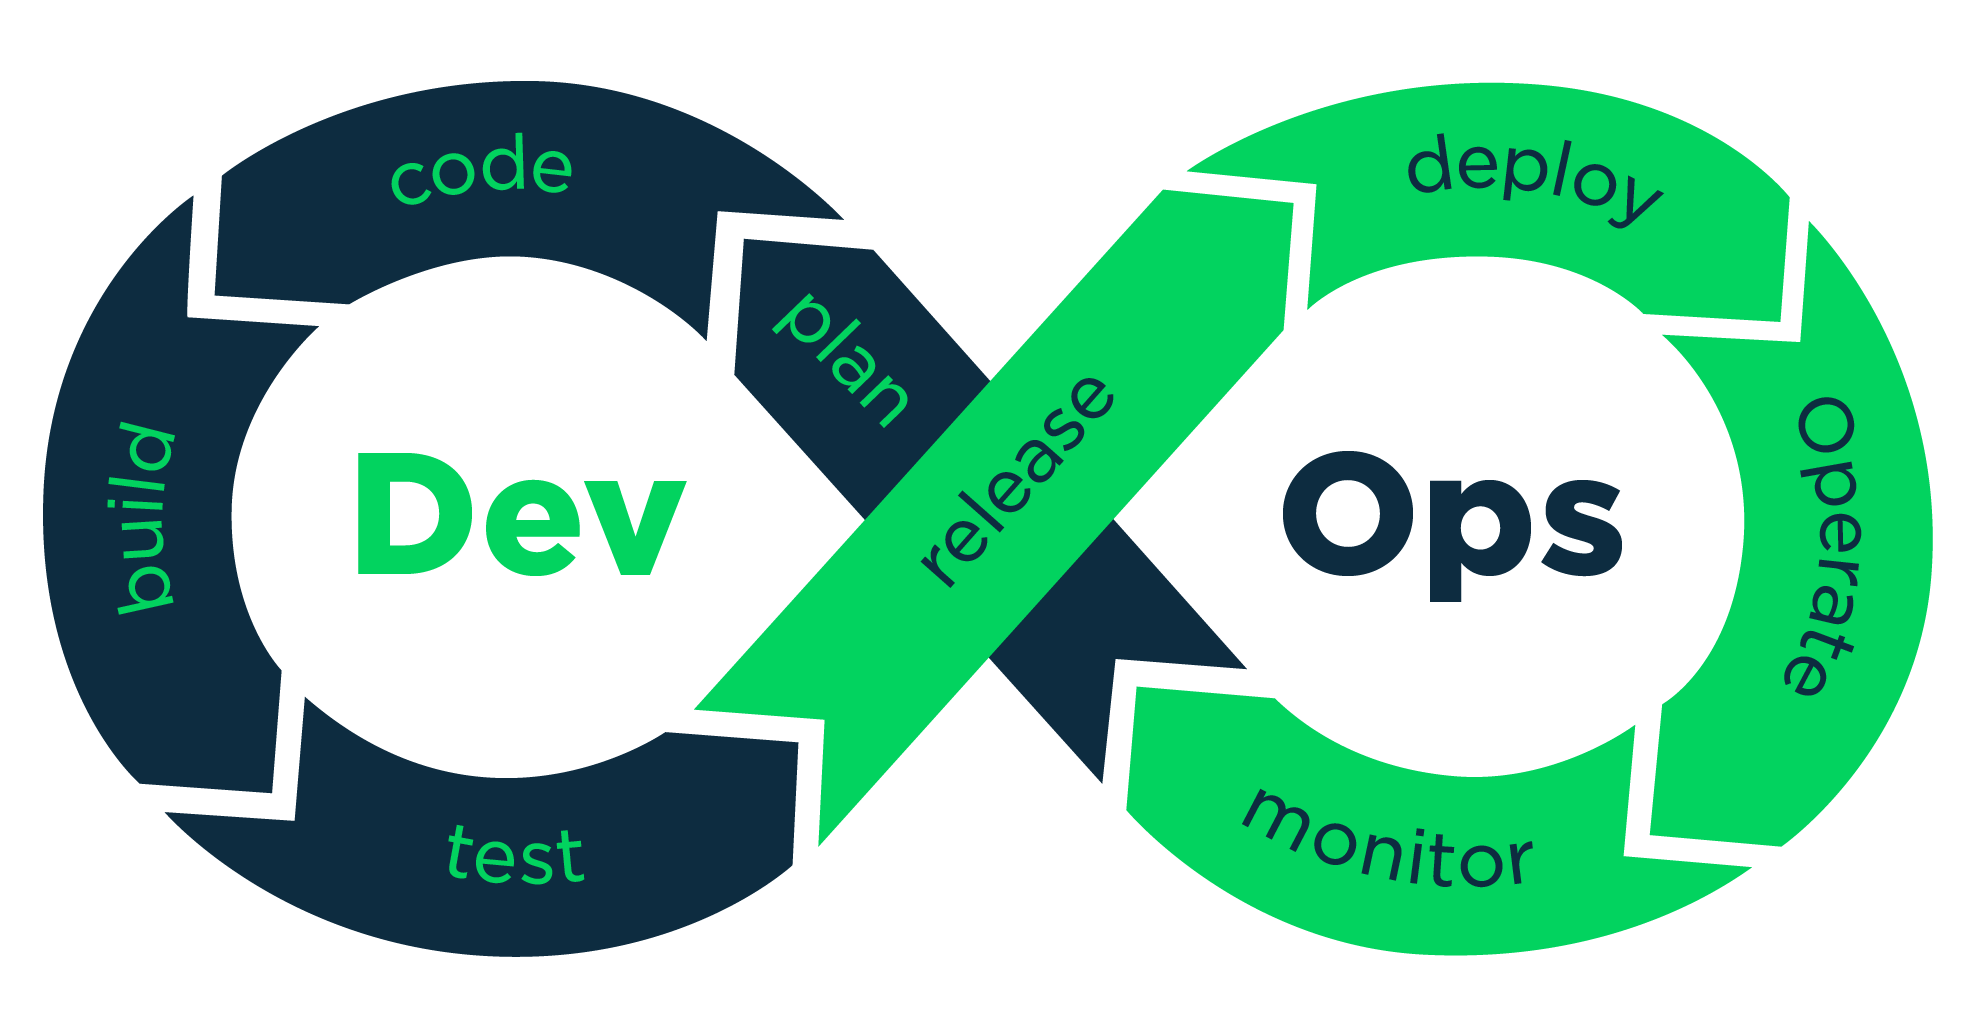 code
plan
build
Dev
test
release
deploy
Operate
Ops
monitor